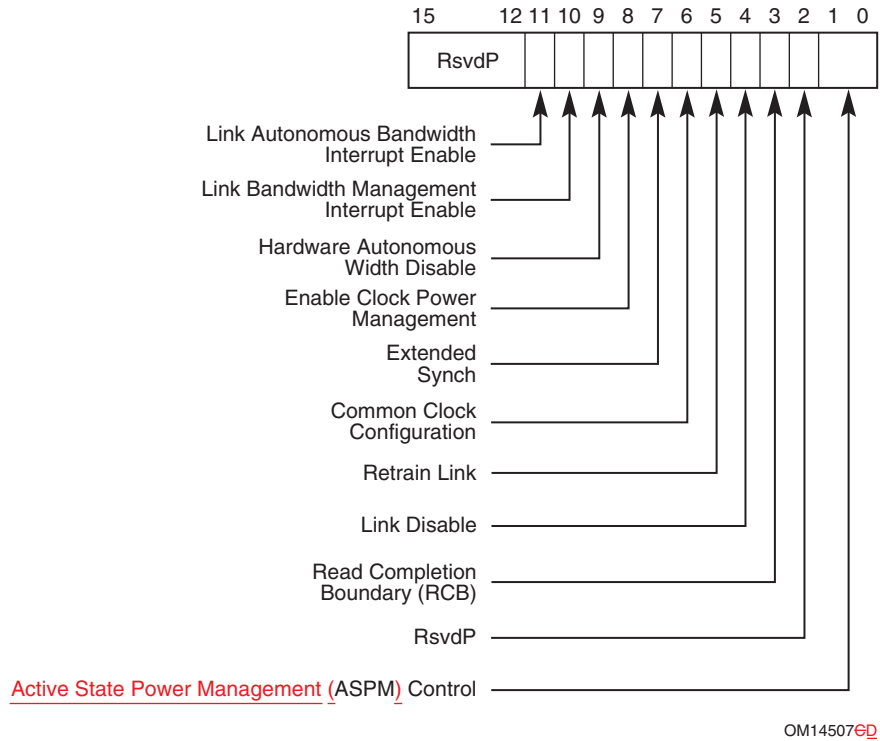 15 12 11 10 9 8 7 6 5 4 3 2 1 0
RsvdP
Link Autonomous Bandwidth
Interrupt Enable
Link Bandwidth Management
Interrupt Enable
Hardware Autonomous
Width Disable
Enable Clock Power
Management
Extended
Synch
Common Clock
Configuration
Retrain Link
Link Disable
Read Completion
Boundary (RCB)
RsvdP
Active State Power Management (ASPM) Control
OM14507CD